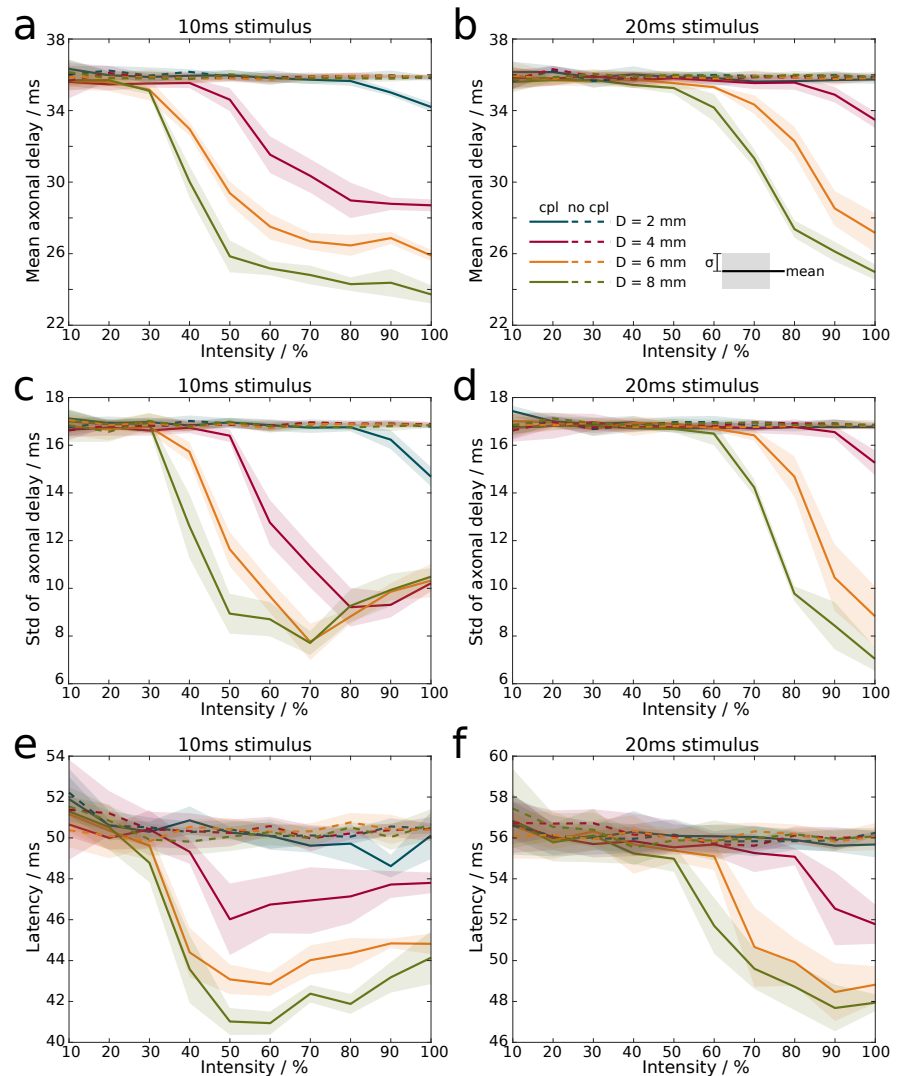 a
10ms stimulus
Mean axonal delay / ms
38
34
30
26
22
10 20 30 40 50 60 70 80 90 100
Intensity / %
b
20ms stimulus
Mean axonal delay / ms
38
34
30
26
22
cpl no cpl
D = 2 mm
D = 4 mm
D = 6 mm
D = 8 mm
σ
mean
10 20 30 40 50 60 70 80 90 100
Intensity / %
c
10ms stimulus
Std of axonal delay / ms
18
16
14
12
10
8
6
10 20 30 40 50 60 70 80 90 100
Intensity / %
d
20ms stimulus
Std of axonal delay / ms
18
16
14
12
10
8
6
10 20 30 40 50 60 70 80 90 100
Intensity / %
e
10ms stimulus
Latency / ms
54
52
50
48
46
44
42
40
10 20 30 40 50 60 70 80 90 100
Intensity / %
f
20ms stimulus
Latency / ms
60
58
56
54
52
50
48
46
10 20 30 40 50 60 70 80 90 100
Intensity / %